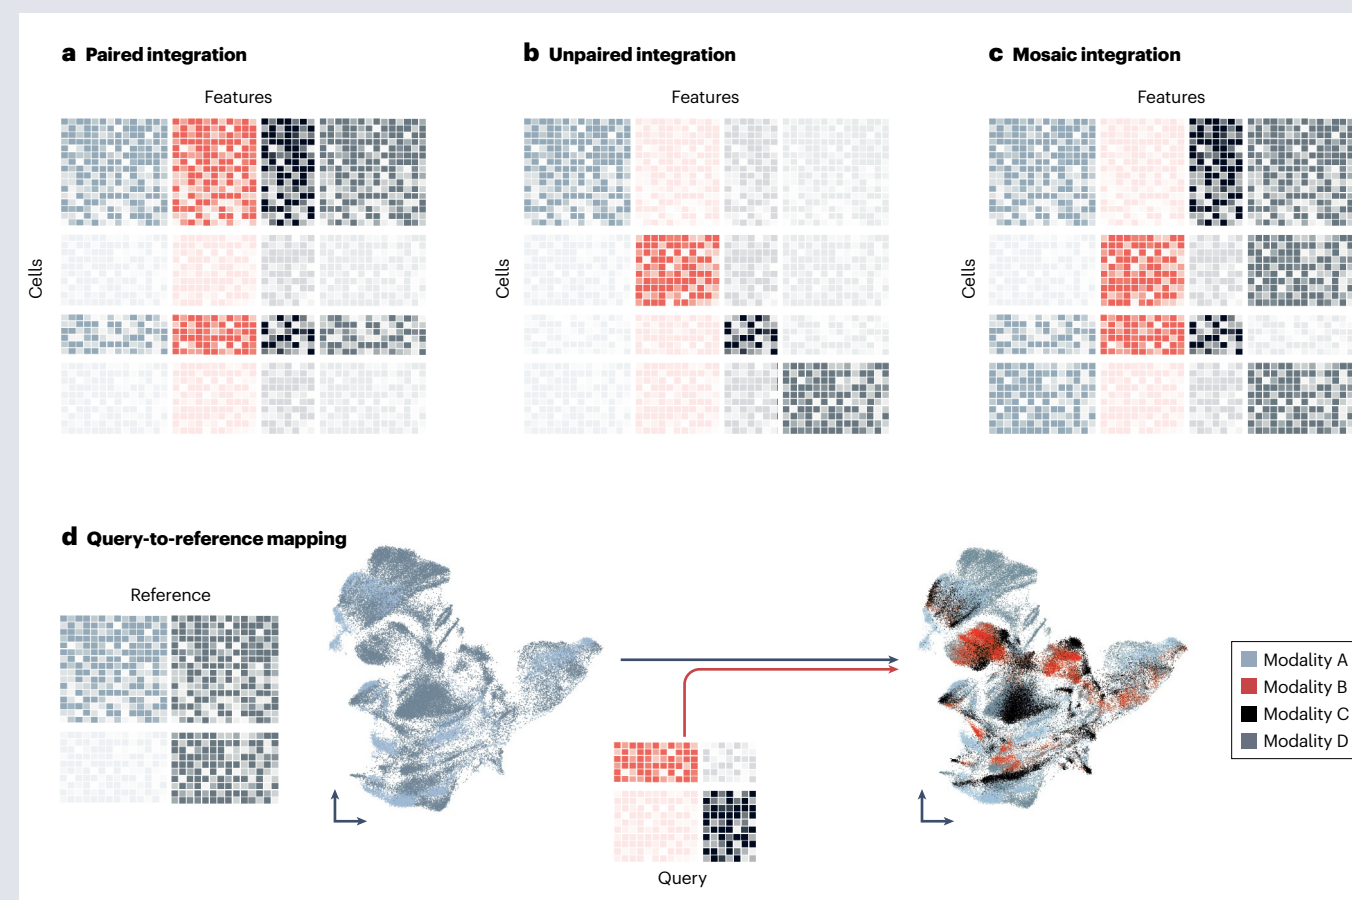 a Paired integration
Features
Cells
b Unpaired integration
Features
Cells
c Mosaic integration
Features
Cells
d Query-to-reference mapping
Reference
Query
Modality A
Modality B
Modality C
Modality D